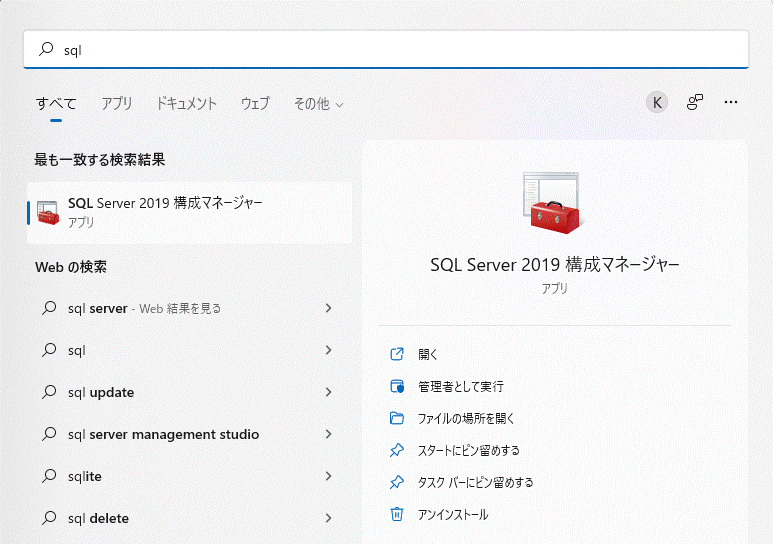 sql
すべて アプリ ドキュメント ウェブ その他
K
最も一致する検索結果
SQL Server 2019 構成マネージャー
アプリ
Web の検索
sql server - Web 結果を見る
sql
sql update
sql server management studio
sqlite
sql delete
SQL Server 2019 構成マネージャー
アプリ
開く
管理者として実行
ファイルの場所を開く
スタートにピン留めする
タスク バーにピン留めする
アンインストール